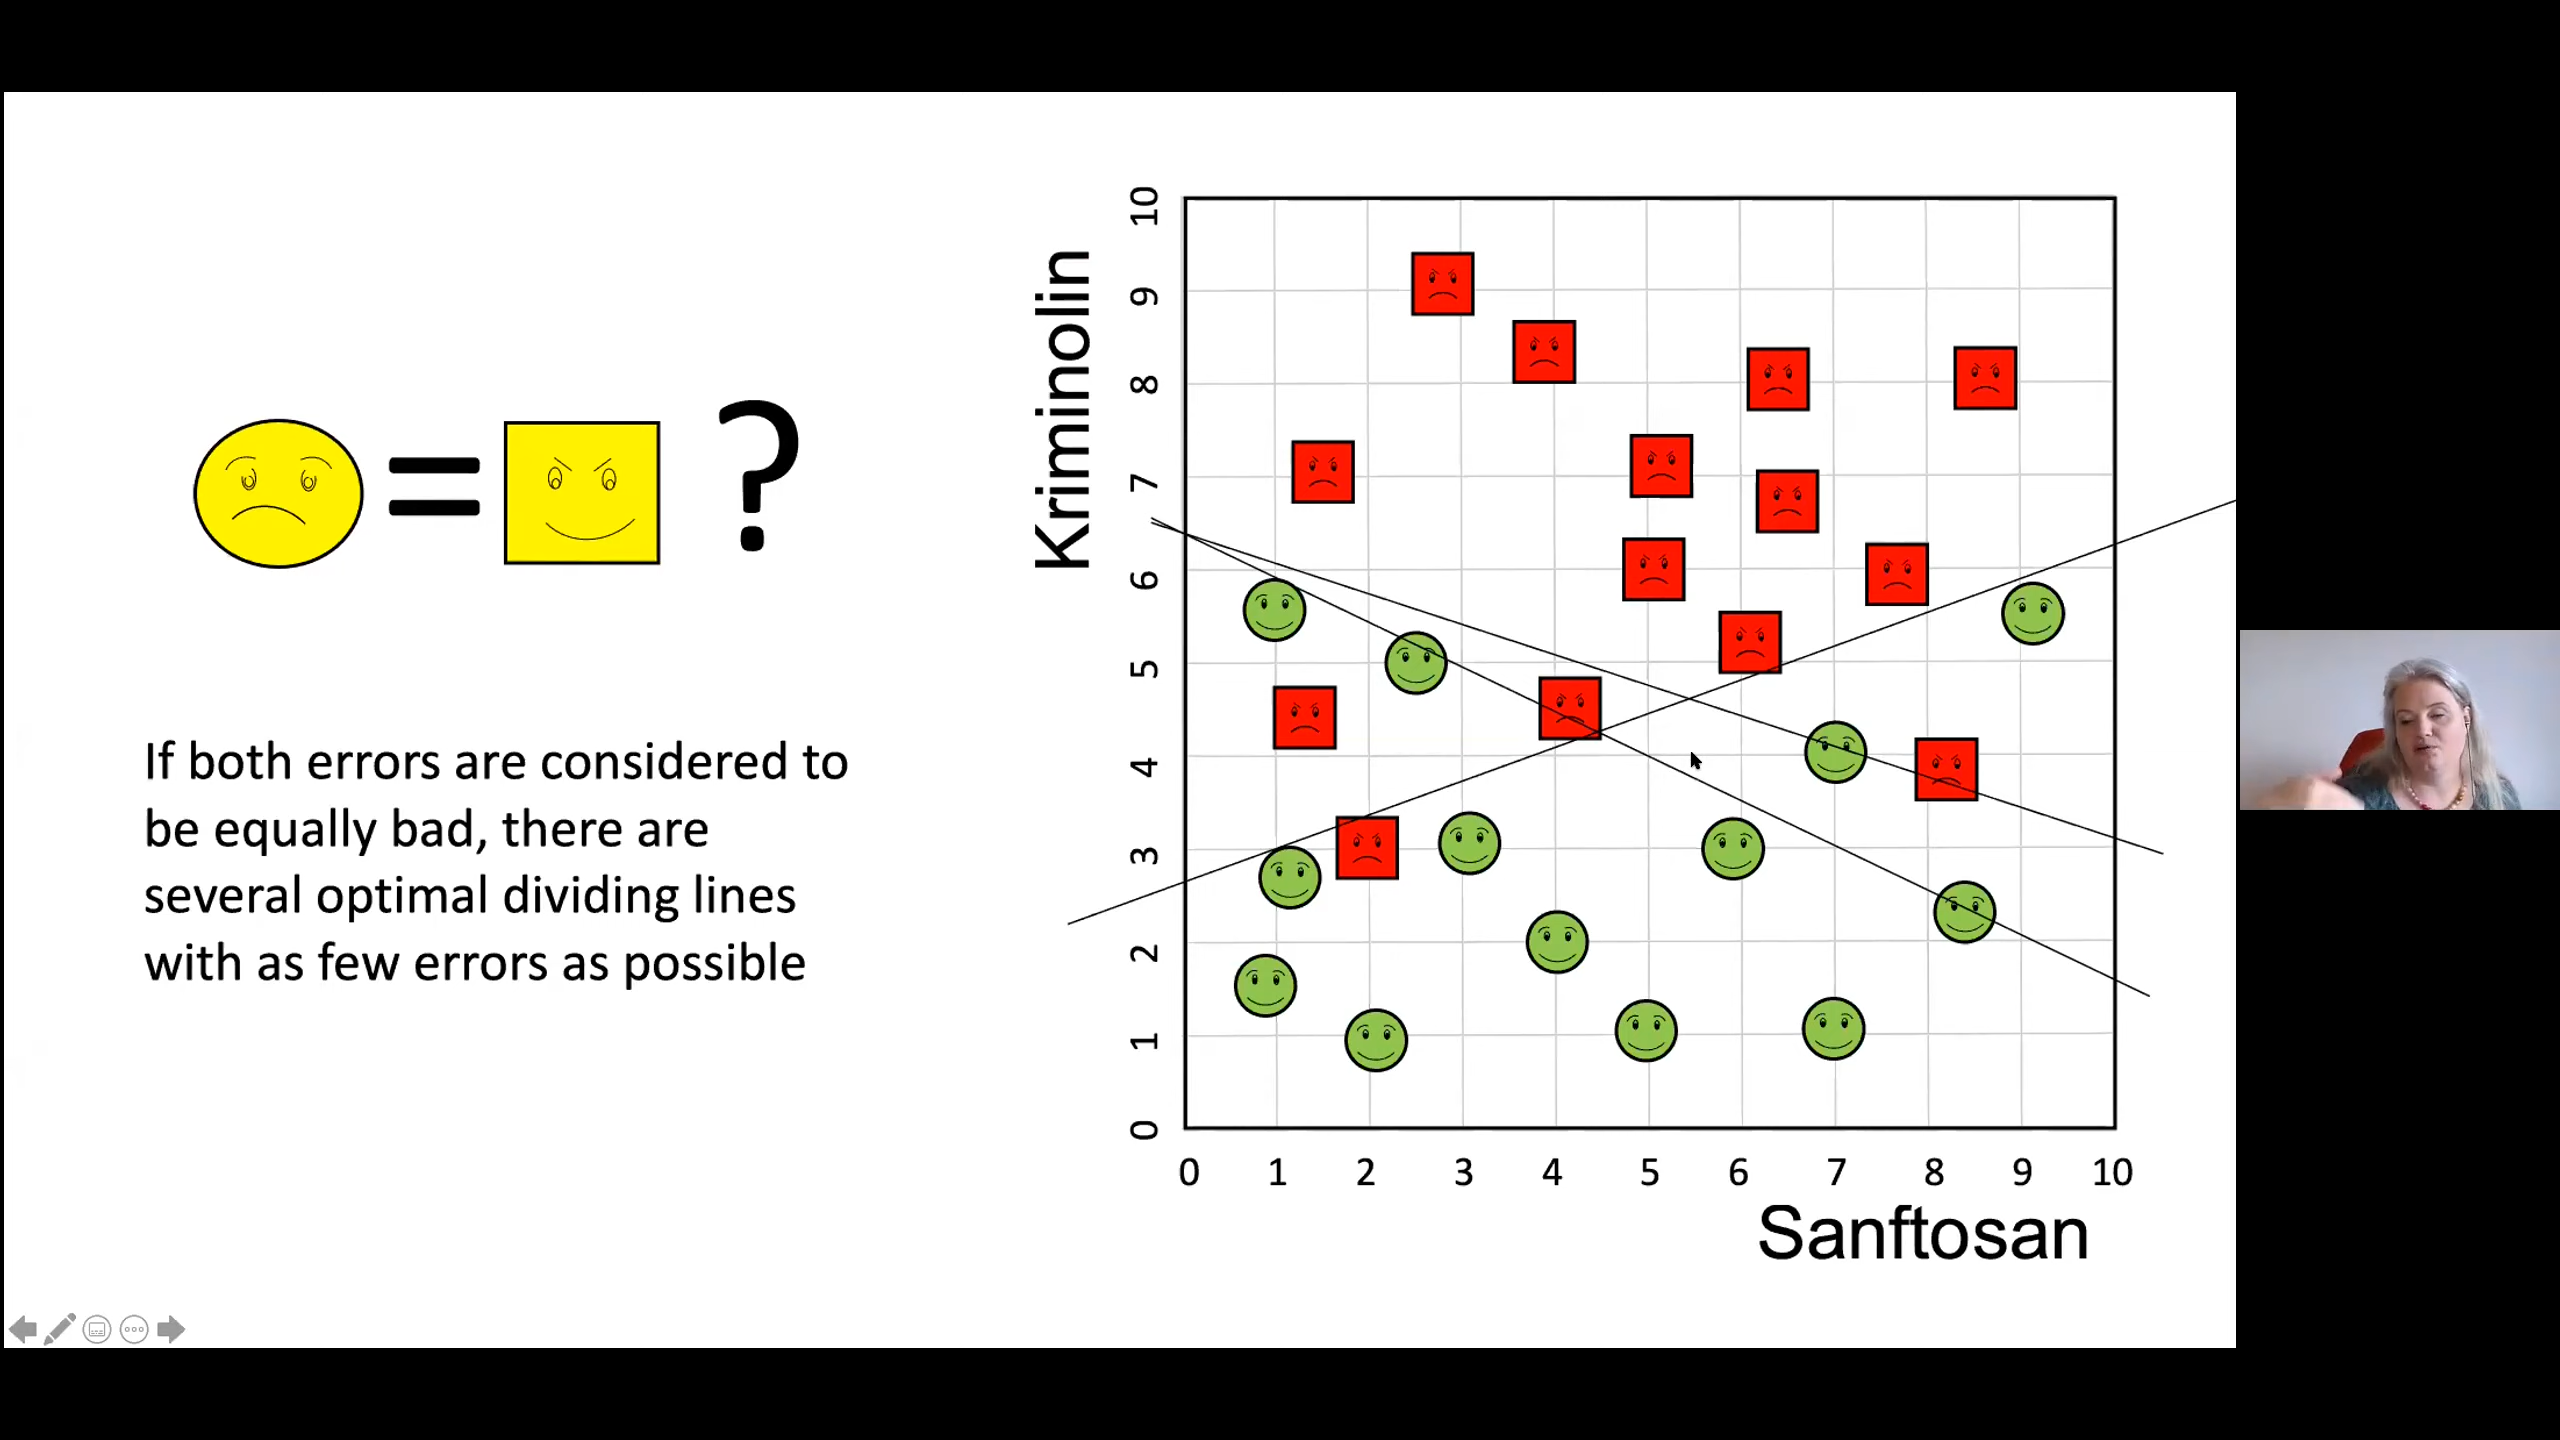 = ?
If both errors are considered to
be equally bad, there are
several optimal dividing lines
with as few errors as possible
Kriminolin
10
9
8
7
6
5
4
3
2
1
0
0 1 2 3 4 5 6 7 8 9 10
Sanftosan